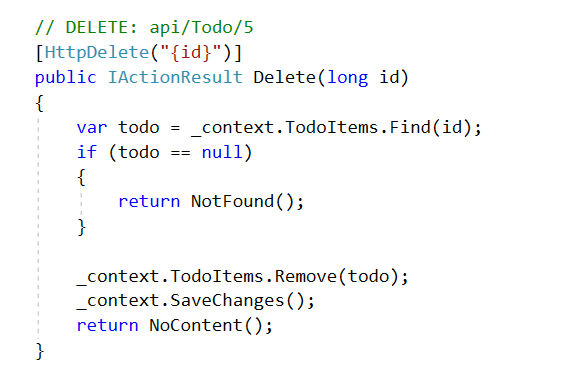 // DELETE: api/Todo/5
[HttpDelete("{id}")]
public IActionResult Delete(long id)
{
    var todo = _context.TodoItems.Find(id);
    if (todo == null)
    {
        return NotFound();
    }

    _context.TodoItems.Remove(todo);
    _context.SaveChanges();
    return NoContent();
}